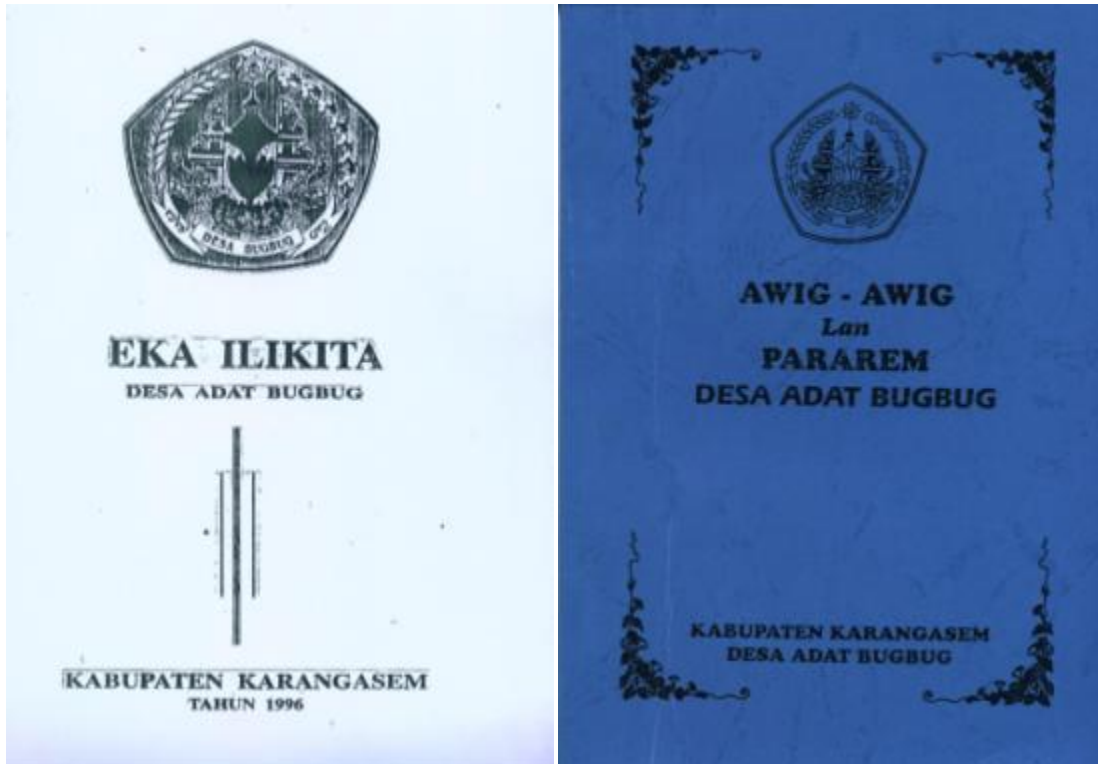 DESA BUGBUG
EKA ILIKITA
DESA ADAT BUGBUG
KABUPATEN KARANGASEM
TAHUN 1996
AWIG - AWIG
Lan
PARAREM
DESA ADAT BUGBUG
KABUPATEN KARANGASEM
DESA ADAT BUGBUG